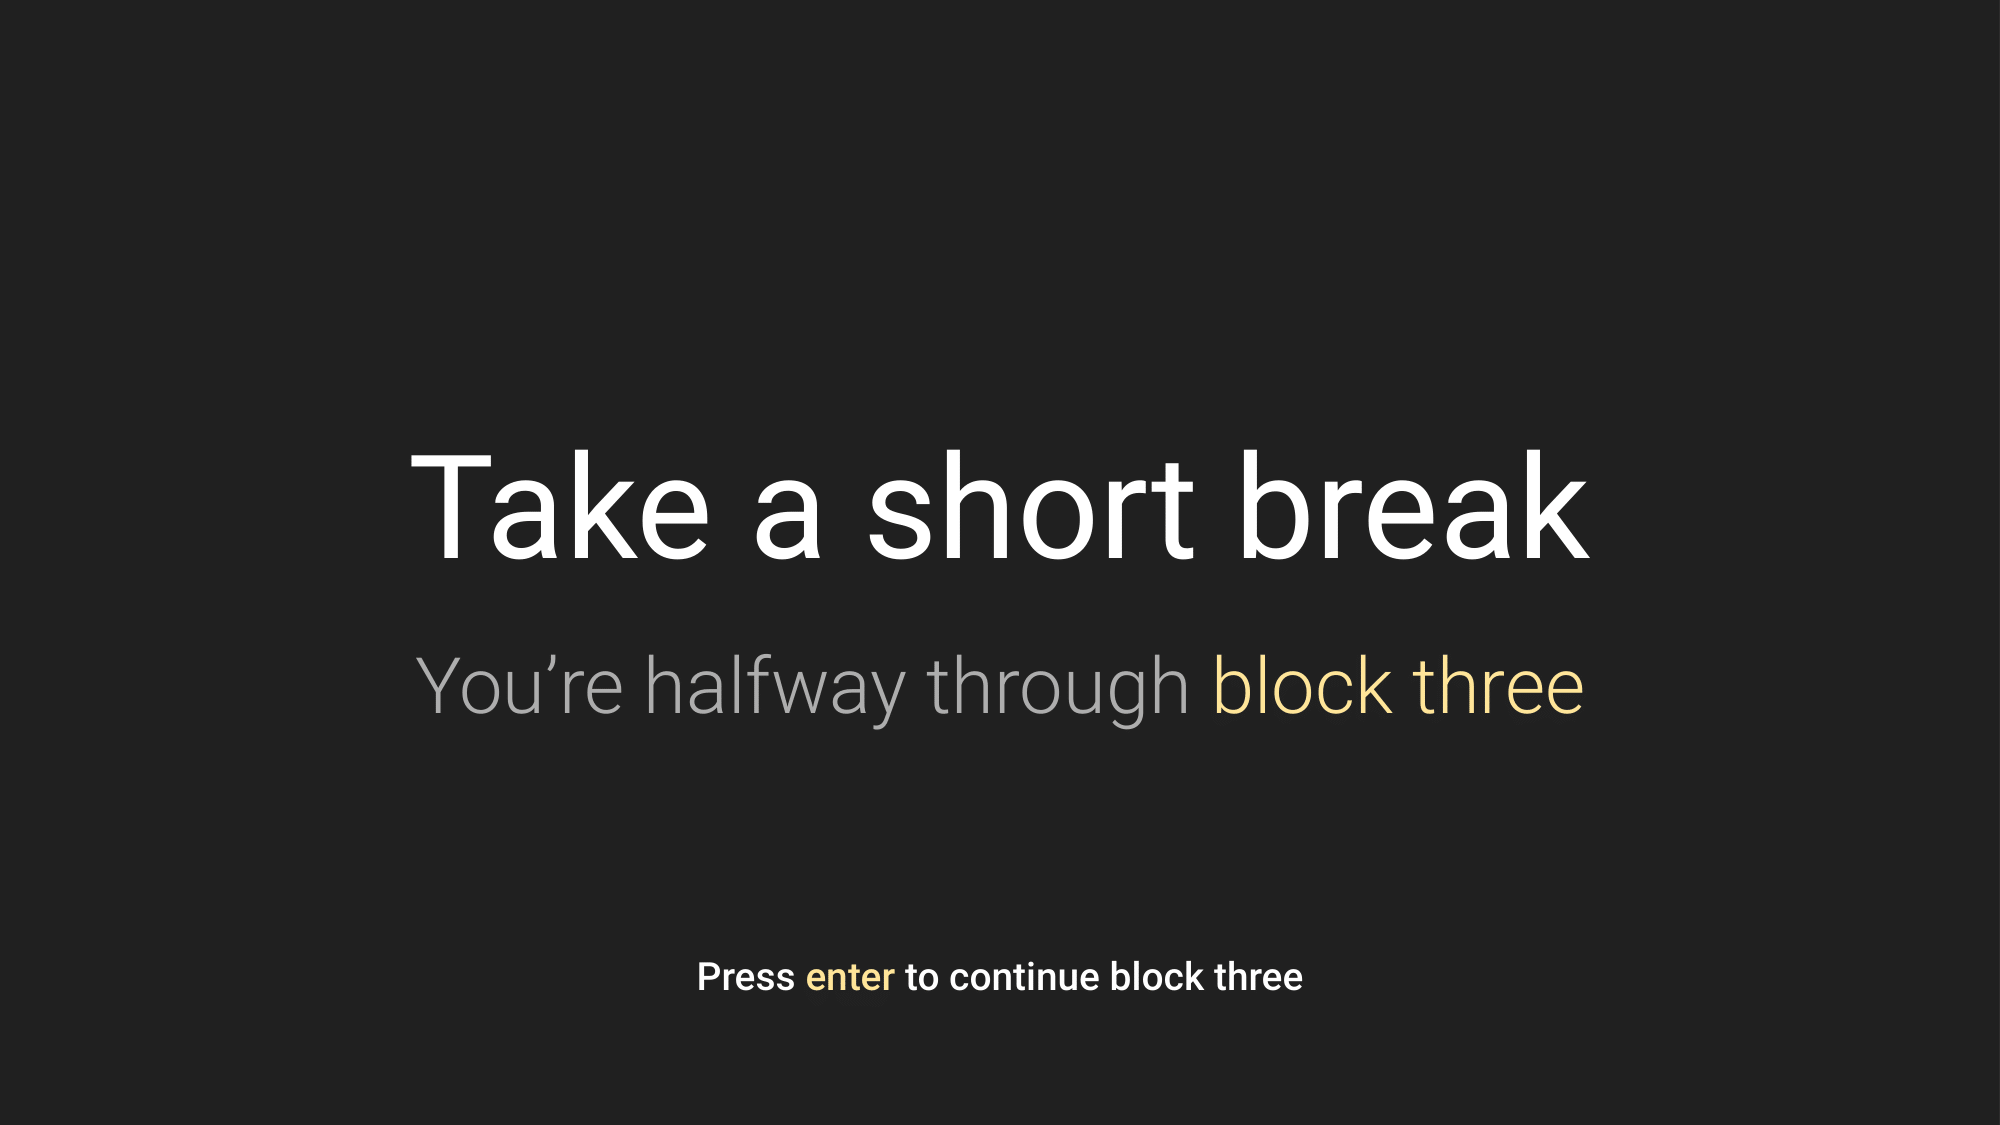 Take a short break
You’re halfway through block three
Press enter to continue block three